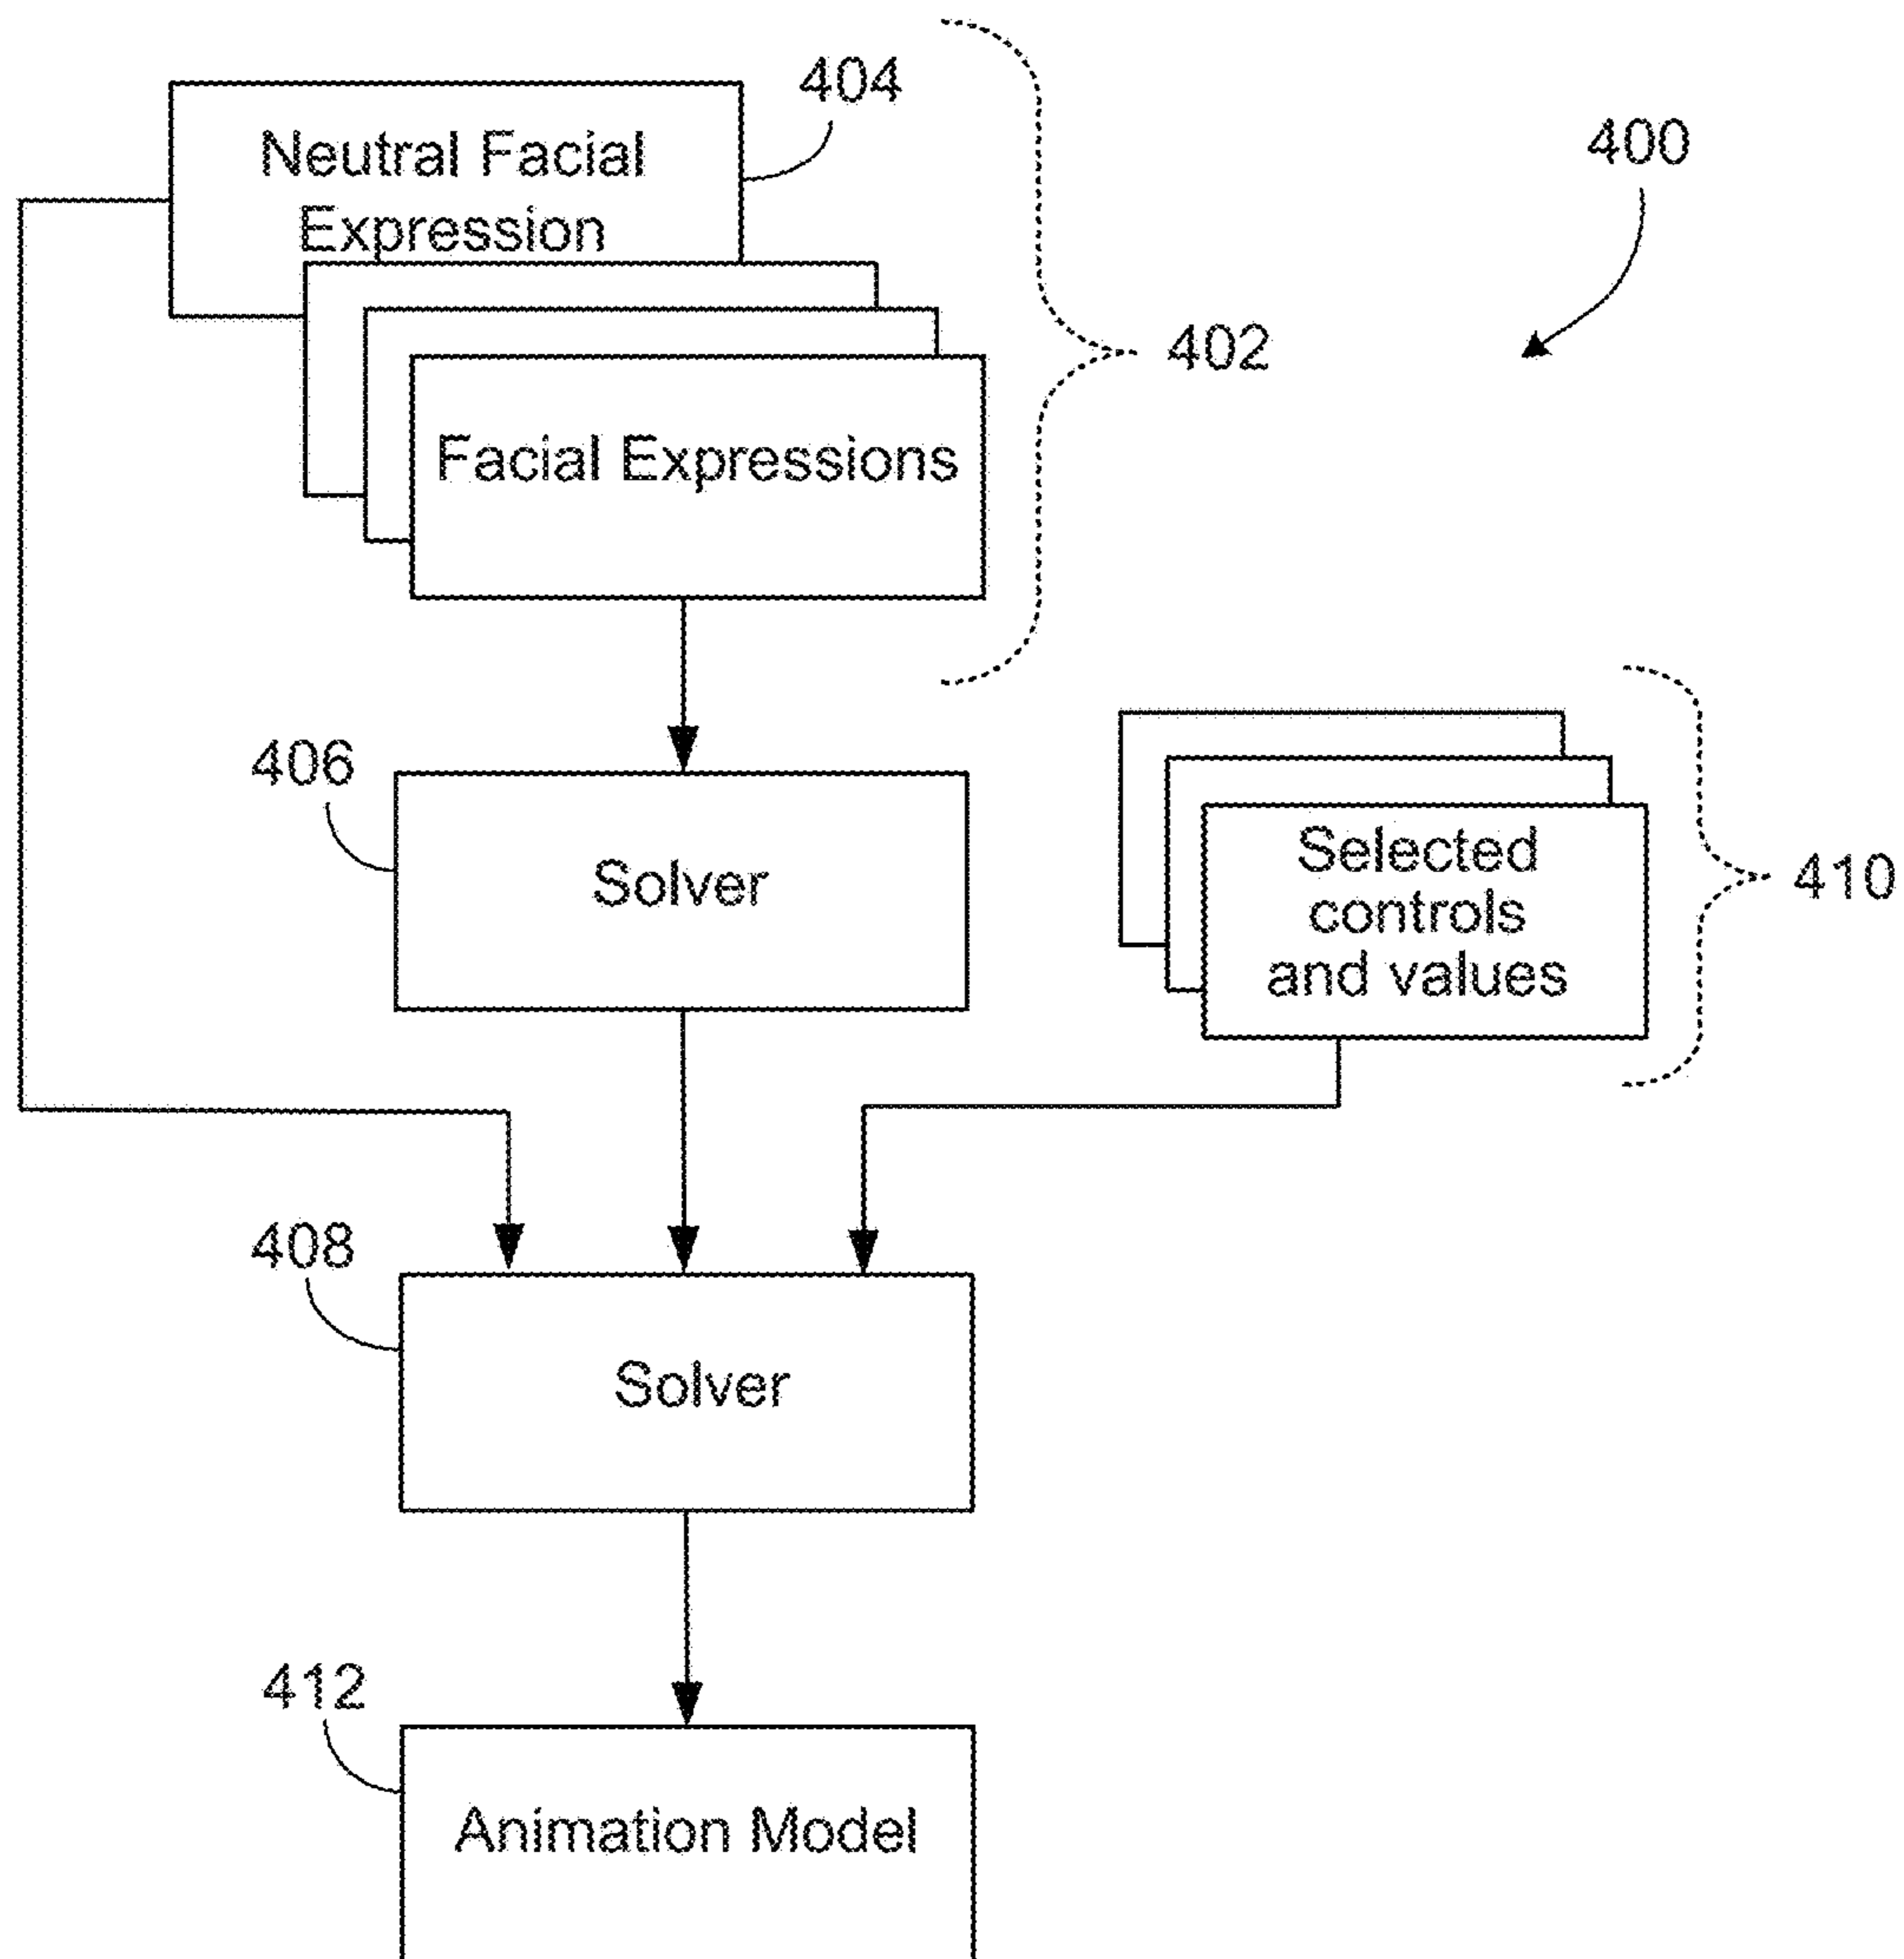 404
Neutral Facial
Expression
400
402
Facial Expressions
406
Solver
Selected
controls
and values
410
408
Solver
412
Animation Model